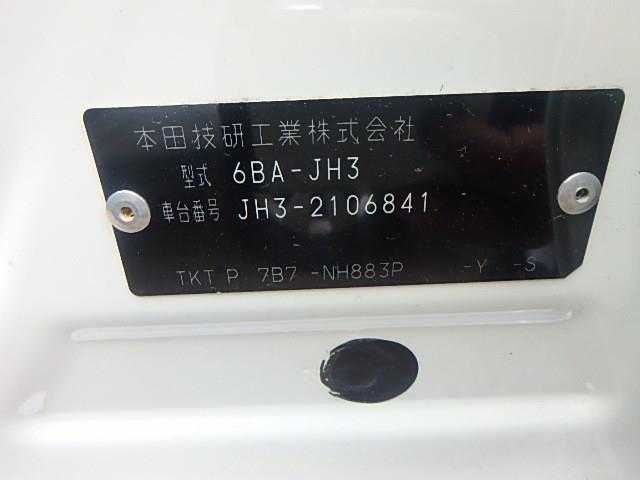 本田技研工業株式会社
型式 6BA-JH3
車台番号 JH3-2106841
TKT P 7B7 -NH883P -Y -S